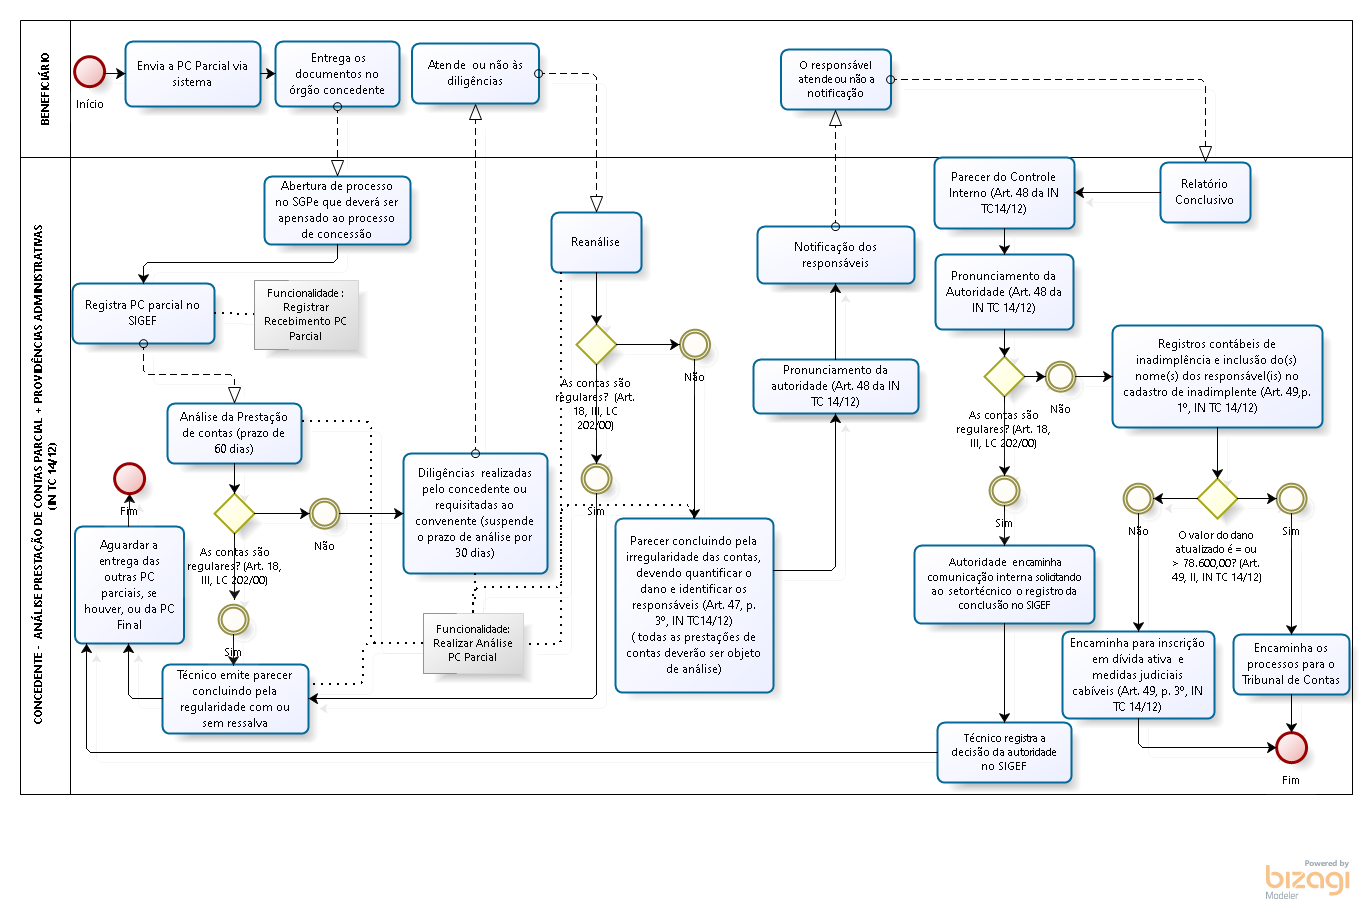 BENEFICIÁRIO
Início
Envia a PC Parcial via
sistema
Entrega os
documentos no
órgão concedente
Atende ou não às
diligências
O responsável
atende ou não a
notificação
CONCEDENTE - ANÁLISE PRESTAÇÃO DE CONTAS PARCIAL + PROVIDÊNCIAS ADMINISTRATIVAS
(IN TC 14/12)
Abertura de processo
no SGPe que deverá ser
apensado ao processo
de concessão
Registra PC parcial no
SIGEF
Funcionalidade :
Registrar
Recebimento PC
Parcial
Análise da Prestação
de contas (prazo de
60 dias)
As contas são
regulares? (Art. 18,
III, LC 202/00)
Não
Sim
Fim
Aguardar a
entrega das
outras PC
parciais, se
houver, ou da PC
Final
Técnico emite parecer
concluindo pela
regularidade com ou
sem ressalva
Diligências realizadas
pelo concedente ou
requisitadas ao
convenente (suspende
o prazo de análise por
30 dias)
Funcionalidade:
Realizar Análise
PC Parcial
Reanálise
As contas são
regulares? (Art.
18, III, LC
202/00)
Não
Sim
Parecer concluindo pela
irregularidade das contas,
devendo quantificar o
dano e identificar os
responsáveis (Art. 47, p.
3º, IN TC14/12)
( todas as prestações de
contas deverão ser objeto
de análise)
Pronunciamento da
autoridade (Art. 48 da IN
TC 14/12)
Notificação dos
responsáveis
Relatório
Conclusivo
Parecer do Controle
Interno (Art. 48 da IN
TC14/12)
Pronunciamento da
Autoridade (Art. 48 da
IN TC 14/12)
As contas são
regulares? (Art. 18,
III, LC 202/00)
Não
Sim
Autoridade encaminha
comunicação interna solicitando
ao setor técnico o registro da
conclusão no SIGEF
Técnico registra a
decisão da autoridade
no SIGEF
Registros contábeis de
inadimplência e inclusão do(s)
nome(s) dos responsável(is) no
cadastro de inadimplente (Art. 49,p.
1º, IN TC 14/12)
O valor do dano
atualizado é = ou
> 78.600,00? (Art.
49, II, IN TC 14/12)
Não
Sim
Encaminha para inscrição
em dívida ativa e
medidas judiciais
cabíveis (Art. 49, p. 3º, IN
TC 14/12)
Encaminha os
processos para o
Tribunal de Contas
Fim
Powered by
bizagi
Modeler